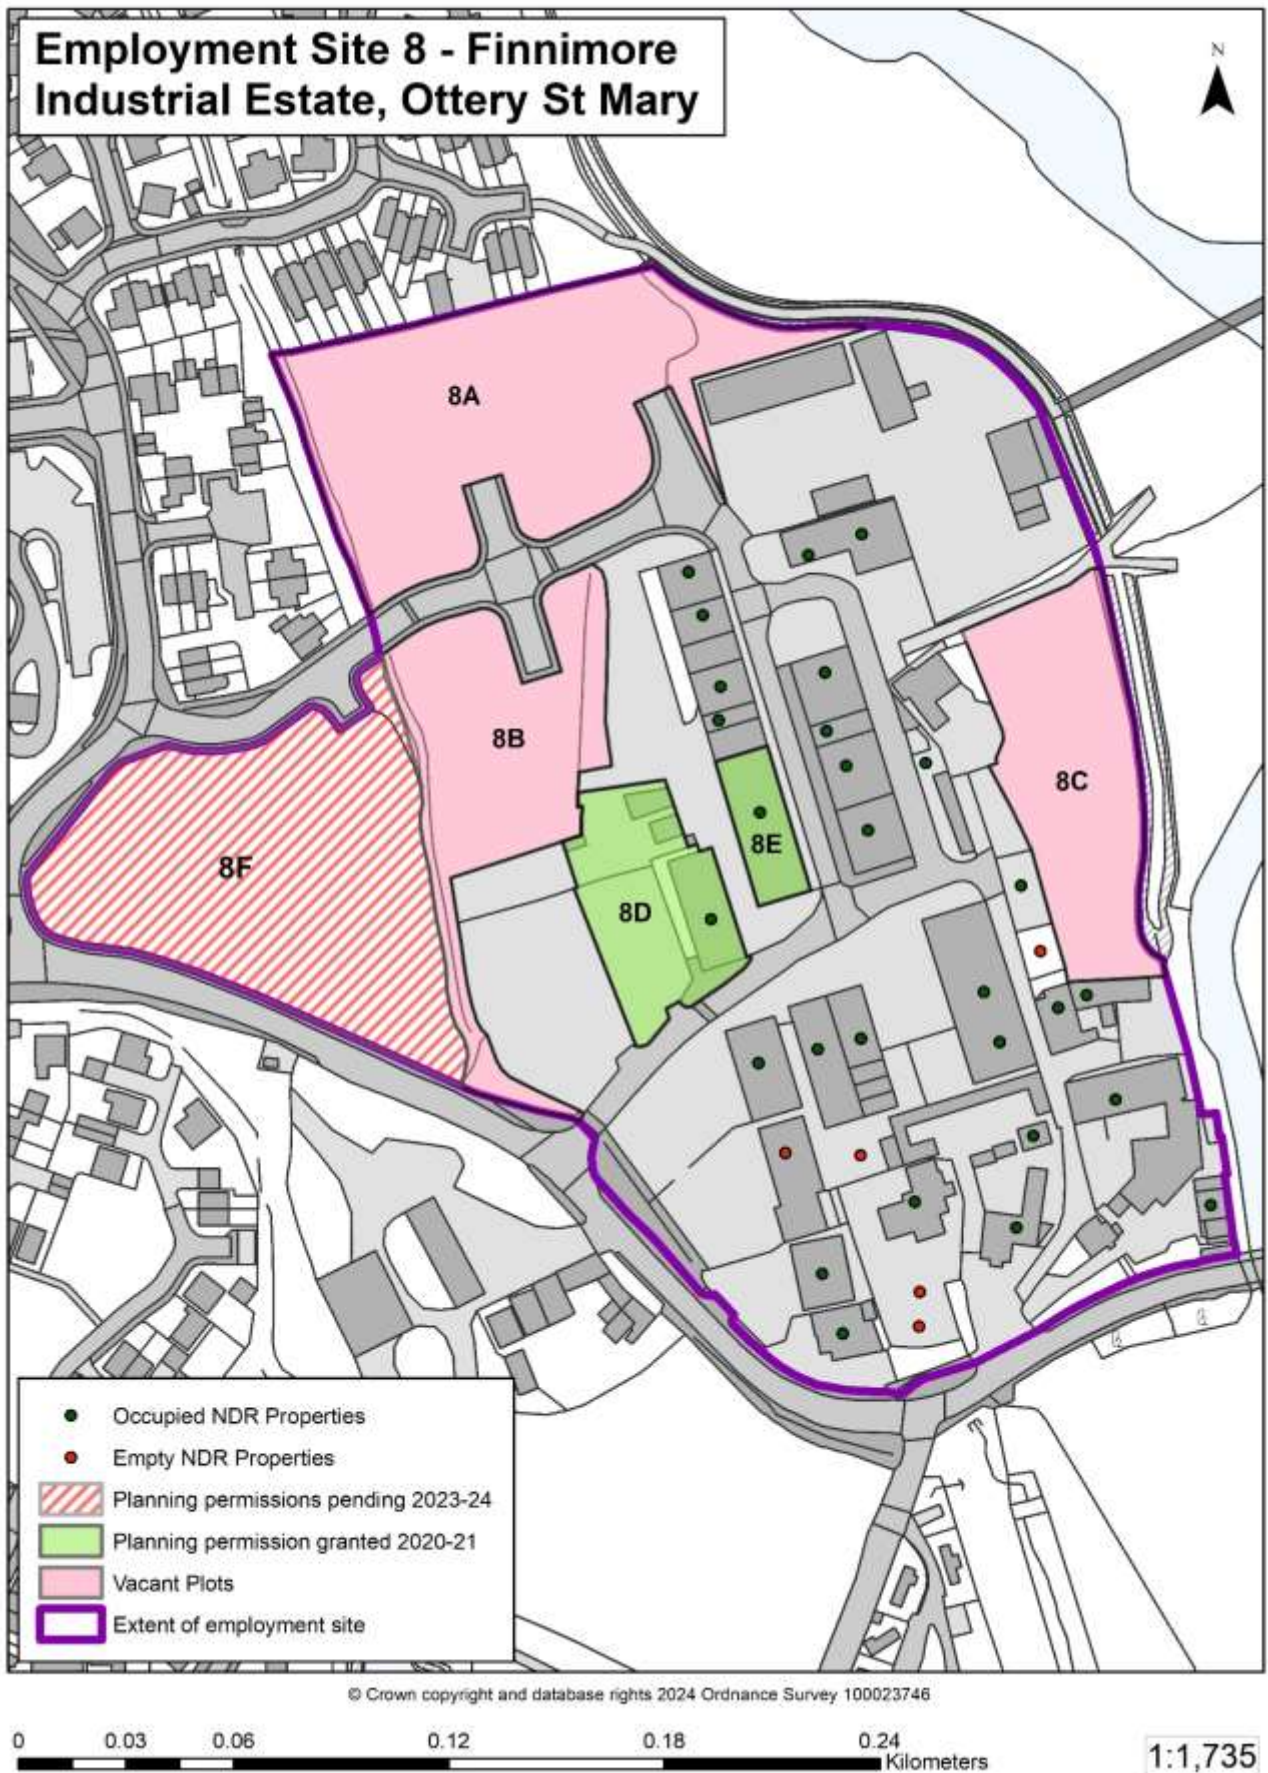 Employment Site 8 - Finnimore
Industrial Estate, Ottery St Mary
N
8A
8B
8C
8E
8F
8D
Occupied NDR Properties
Empty NDR Properties
Planning permissions pending 2023-24
Planning permission granted 2020-21
Vacant Plots
Extent of employment site
© Crown copyright and database rights 2024 Ordnance Survey 100023746
0 0.03 0.06 0.12 0.18 0.24
Kilometers
1:1,735